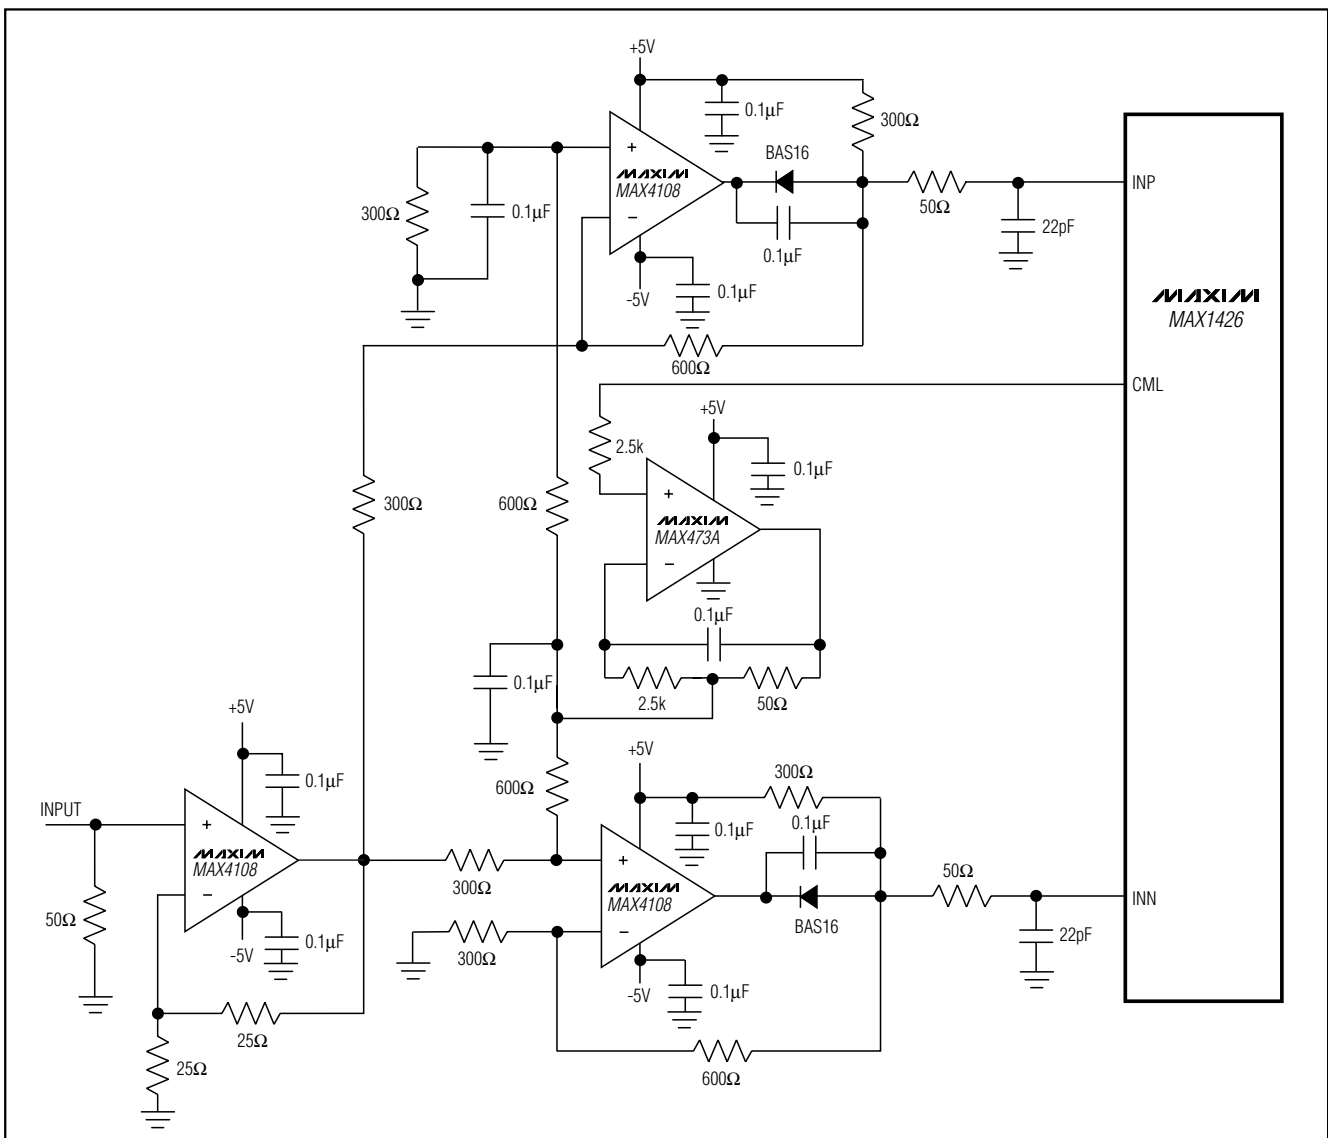 +5V
0.1µF
300Ω
BAS16
+
MAXIM
MAX4108
−
300Ω
0.1µF
0.1µF
-5V
0.1µF
50Ω
22pF
INP
MAXIM
MAX1426
600Ω
CML
+5V
2.5k
0.1µF
300Ω
600Ω
+
MAXIM
MAX473A
−
0.1µF
0.1µF
2.5k
50Ω
+5V
0.1µF
600Ω
+5V
300Ω
0.1µF
0.1µF
INPUT
+
MAXIM
MAX4108
−
300Ω
+
MAXIM
MAX4108
−
BAS16
50Ω
INN
50Ω
-5V
0.1µF
300Ω
22pF
-5V
0.1µF
25Ω
25Ω
600Ω